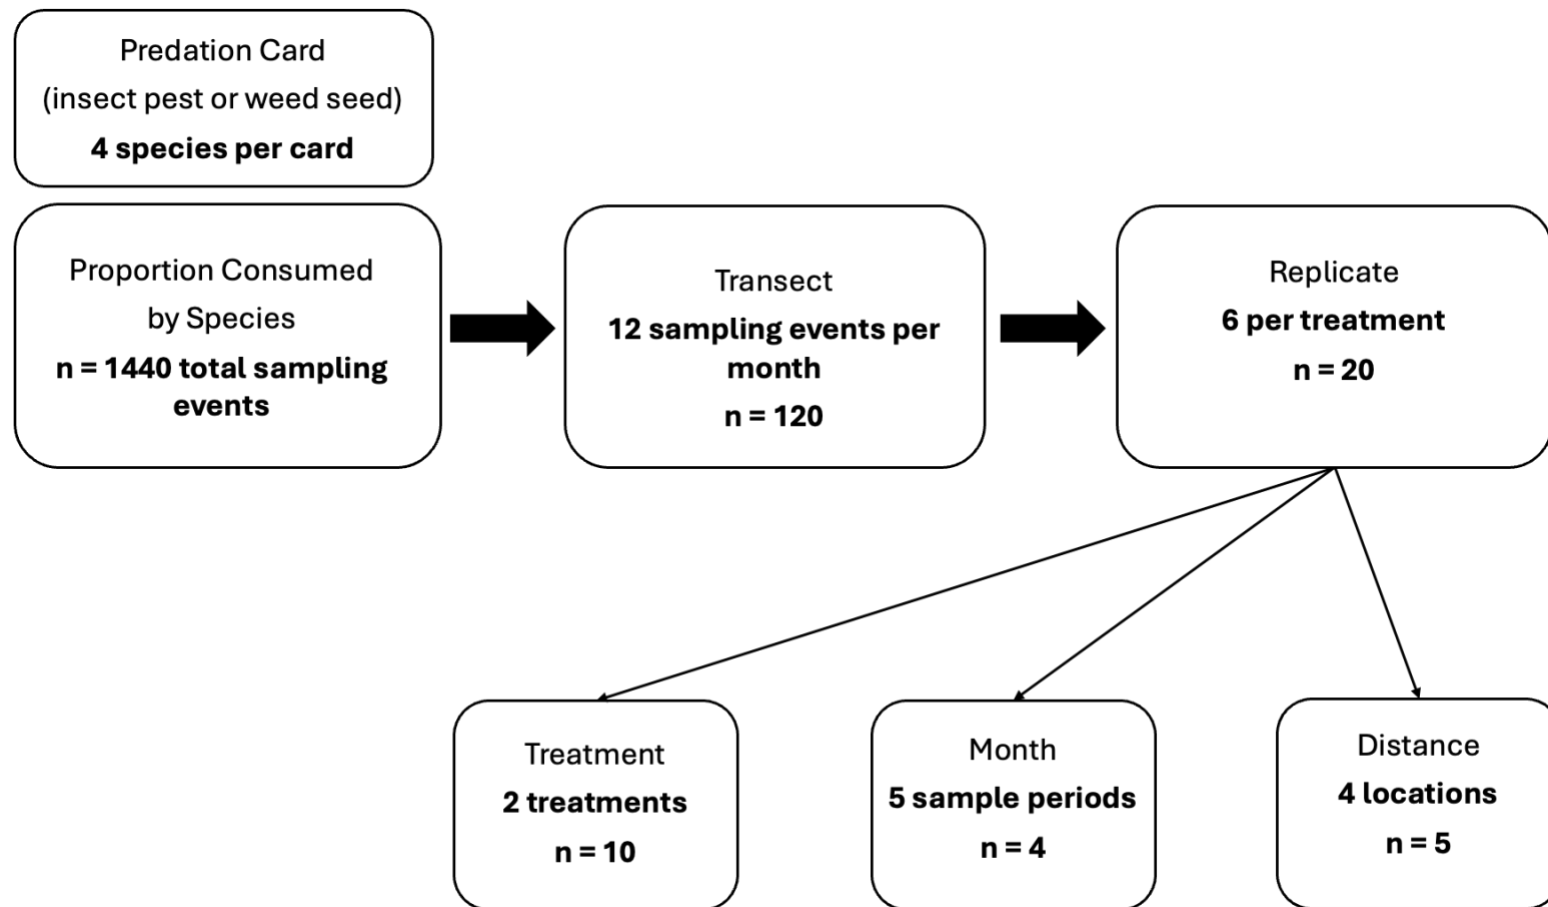 Predation Card
(insect pest or weed seed)
4 species per card
Proportion Consumed
by Species
n = 1440 total sampling
events
Transect
12 sampling events per
month
n = 120
Replicate
6 per treatment
n = 20
Treatment
2 treatments
n = 10
Month
5 sample periods
n = 4
Distance
4 locations
n = 5